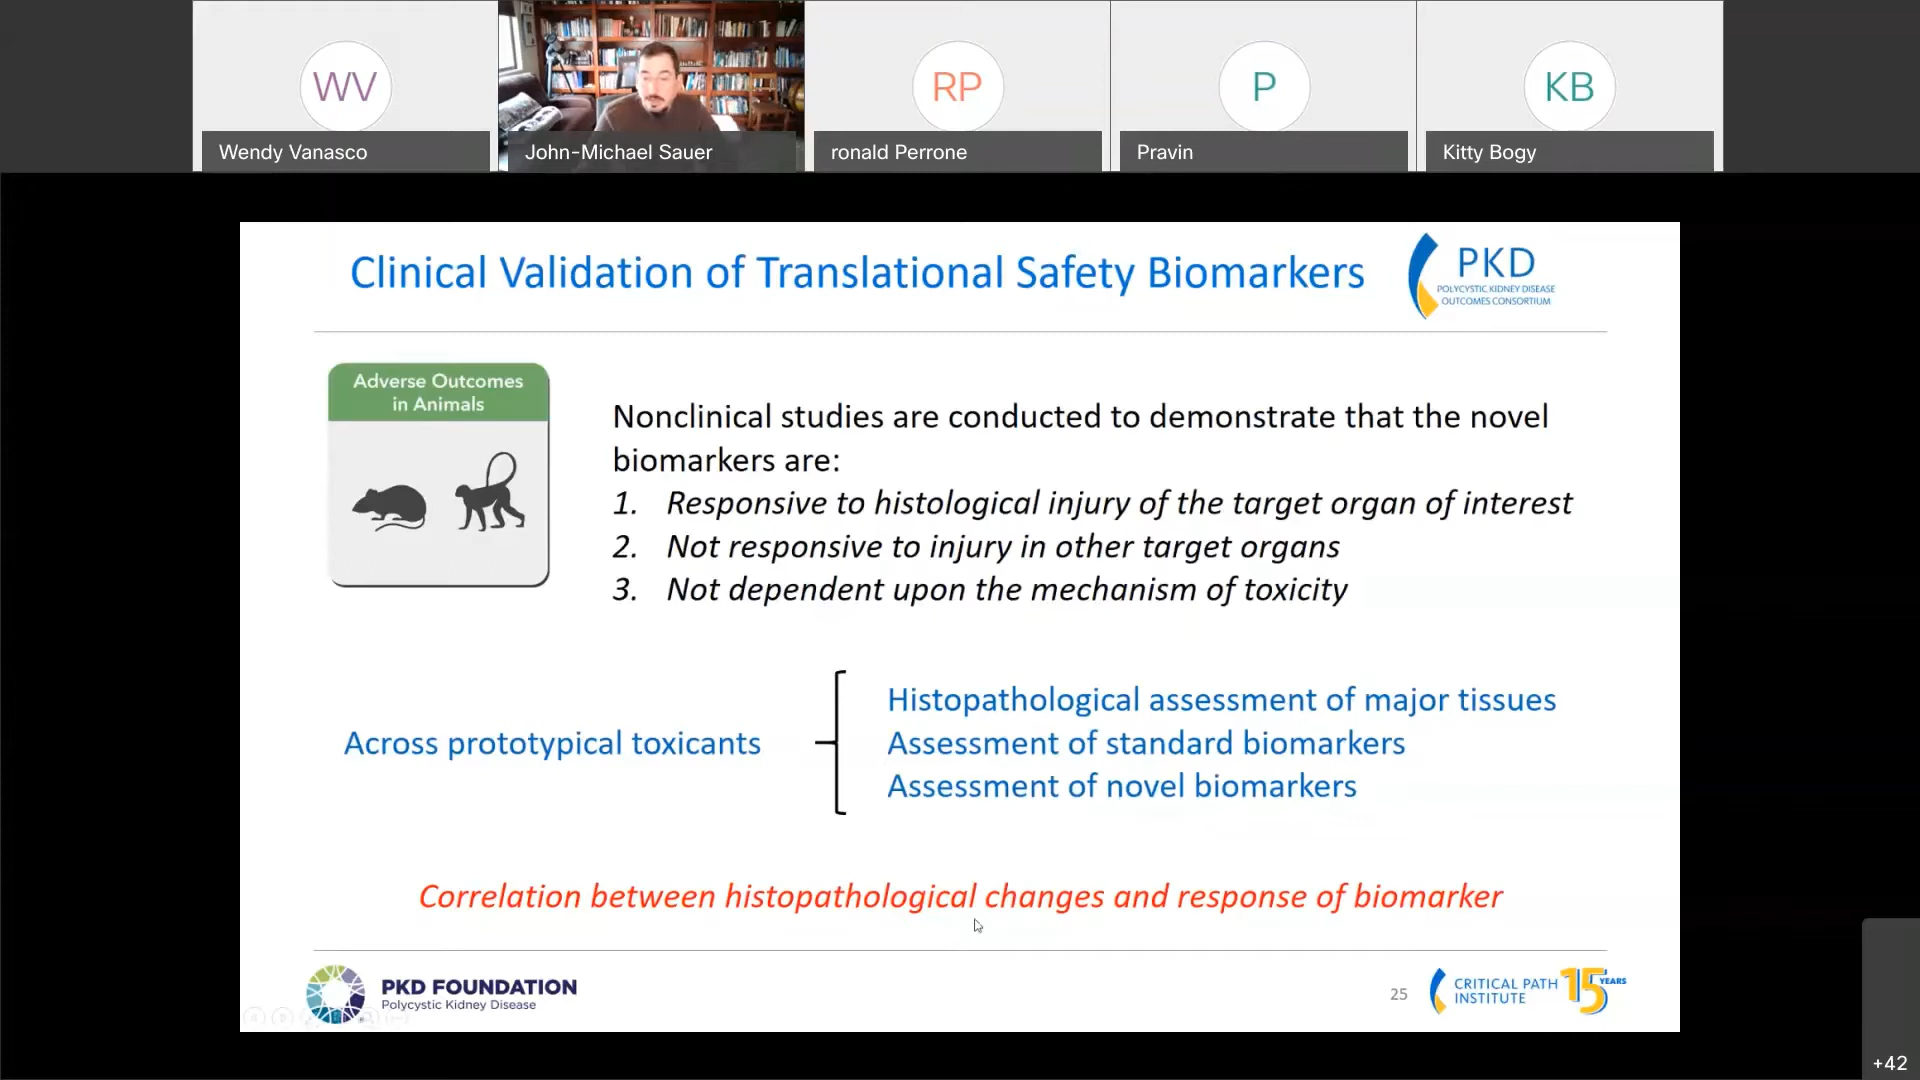 WV
RP
P
KB
Wendy Vanasco
John-Michael Sauer
ronald Perrone
Pravin
Kitty Bogy
Clinical Validation of Translational Safety Biomarkers
PKD
POLYCYSTIC KIDNEY DISEASE
OUTCOMES CONSORTIUM
Adverse Outcomes
in Animals
Nonclinical studies are conducted to demonstrate that the novel
biomarkers are:
1. Responsive to histological injury of the target organ of interest
2. Not responsive to injury in other target organs
3. Not dependent upon the mechanism of toxicity
Across prototypical toxicants
Histopathological assessment of major tissues
Assessment of standard biomarkers
Assessment of novel biomarkers
Correlation between histopathological changes and response of biomarker
PKD FOUNDATION
Polycystic Kidney Disease
25
CRITICAL PATH
INSTITUTE
15 YEARS
+42